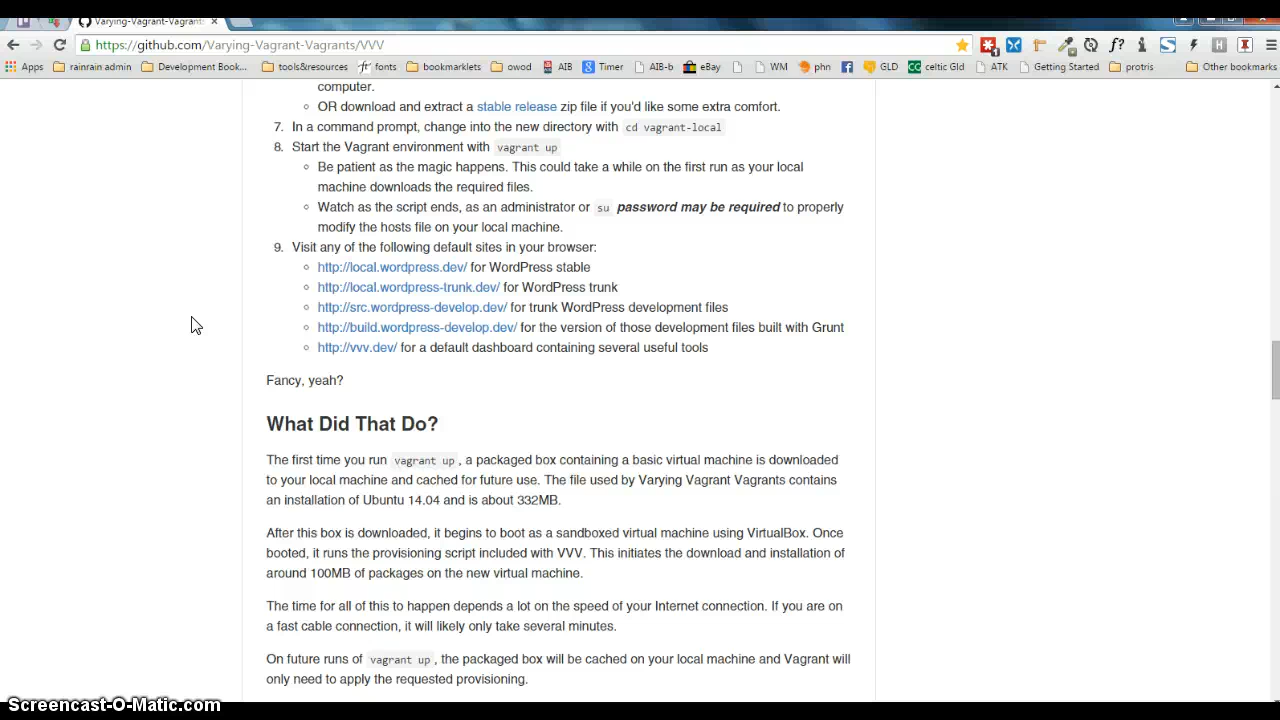 Varying-Vagrant-Vagrants
https://github.com/Varying-Vagrant-Vagrants/VVV
Apps rainrain admin Development Book... tools&resources fonts bookmarklets owod AIB Timer AIB-b eBay WM phn GLD celtic Gld ATK Getting Started protris Other bookmarks
computer.
OR download and extract a stable release zip file if you'd like some extra comfort.
7. In a command prompt, change into the new directory with cd vagrant-local
8. Start the Vagrant environment with vagrant up
Be patient as the magic happens. This could take a while on the first run as your local
machine downloads the required files.
Watch as the script ends, as an administrator or su password may be required to properly
modify the hosts file on your local machine.
9. Visit any of the following default sites in your browser:
http://local.wordpress.dev/ for WordPress stable
http://local.wordpress-trunk.dev/ for WordPress trunk
http://src.wordpress-develop.dev/ for trunk WordPress development files
http://build.wordpress-develop.dev/ for the version of those development files built with Grunt
http://vvv.dev/ for a default dashboard containing several useful tools
Fancy, yeah?
What Did That Do?
The first time you run vagrant up, a packaged box containing a basic virtual machine is downloaded
to your local machine and cached for future use. The file used by Varying Vagrant Vagrants contains
an installation of Ubuntu 14.04 and is about 332MB.
After this box is downloaded, it begins to boot as a sandboxed virtual machine using VirtualBox. Once
booted, it runs the provisioning script included with VVV. This initiates the download and installation of
around 100MB of packages on the new virtual machine.
The time for all of this to happen depends a lot on the speed of your Internet connection. If you are on
a fast cable connection, it will likely only take several minutes.
On future runs of vagrant up, the packaged box will be cached on your local machine and Vagrant will
only need to apply the requested provisioning.
Screencast-O-Matic.com